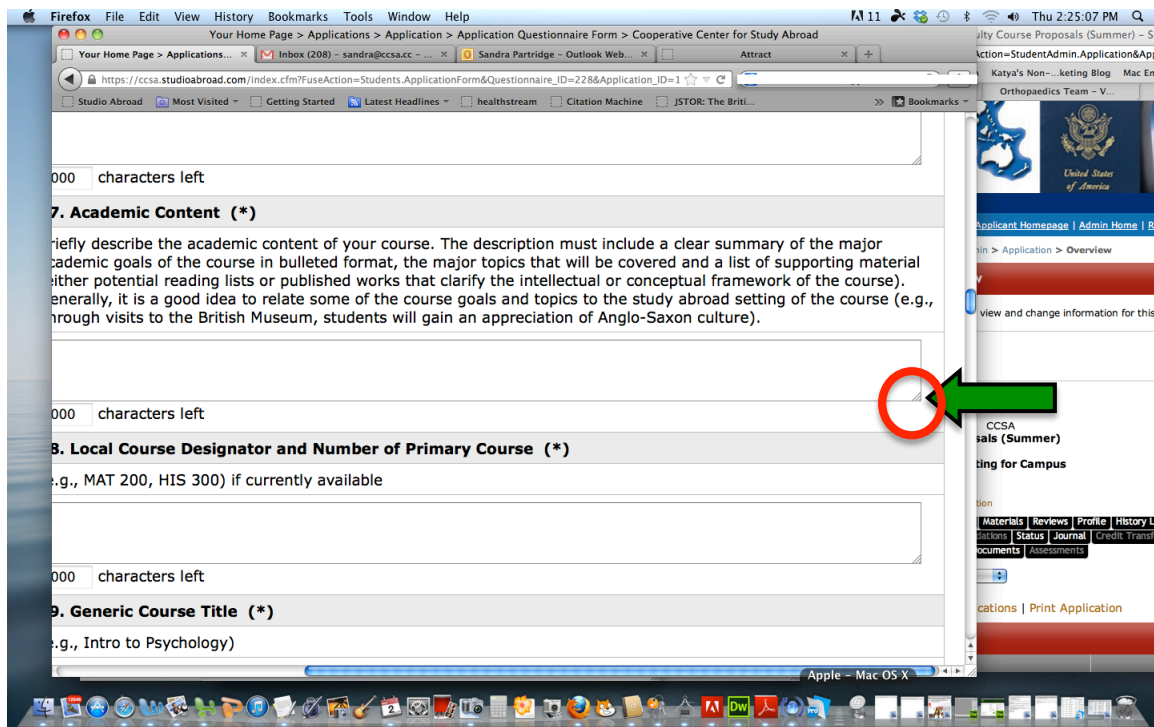 Firefox File Edit View History Bookmarks Tools Window Help
11 Thu 2:25:07 PM
Your Home Page > Applications > Application > Application Questionnaire Form > Cooperative Center for Study Abroad
Your Home Page > Applications... × Inbox (208) – sandra@ccsa.cc – ... × Sandra Partridge – Outlook Web... × Attract × +
https://ccsa.studioabroad.com/index.cfm?FuseAction=Students.ApplicationForm&Questionnaire_ID=228&Application_ID=1
Studio Abroad Most Visited Getting Started Latest Headlines healthstream Citation Machine JSTOR: The Briti... >> Bookmarks
000 characters left
7. Academic Content (*)
riefly describe the academic content of your course. The description must include a clear summary of the major
cademic goals of the course in bulleted format, the major topics that will be covered and a list of supporting material
either potential reading lists or published works that clarify the intellectual or conceptual framework of the course).
enerally, it is a good idea to relate some of the course goals and topics to the study abroad setting of the course (e.g.,
hrough visits to the British Museum, students will gain an appreciation of Anglo-Saxon culture).
000 characters left
8. Local Course Designator and Number of Primary Course (*)
.g., MAT 200, HIS 300) if currently available
000 characters left
9. Generic Course Title (*)
.g., Intro to Psychology)
Apple – Mac OS X
ulty Course Proposals (Summer) – S
ction=StudentAdmin.Application&App
Katya's Non-...keting Blog Mac En
Orthopaedics Team – V...
United States
of America
Applicant Homepage | Admin Home | R
in > Application > Overview
view and change information for this
CCSA
sals (Summer)
ting for Campus
tion
Materials Reviews Profile History L
dations Status Journal Credit Transf
ocuments Assessments
cations | Print Application